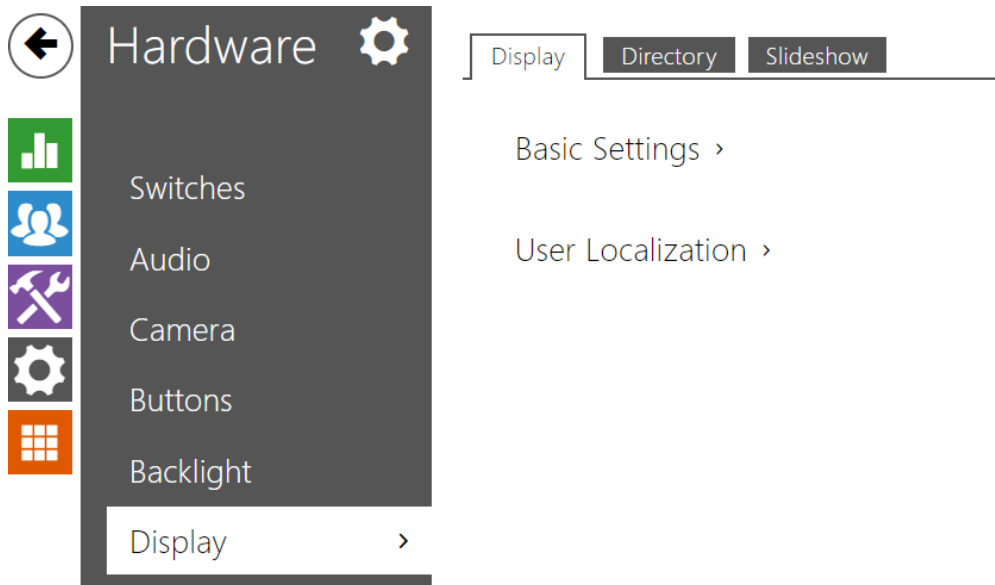 Hardware
Switches
Audio
Camera
Buttons
Backlight
Display
Display
Directory
Slideshow
Basic Settings
User Localization